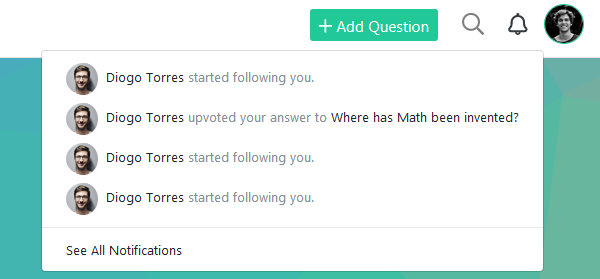 + Add Question
Diogo Torres started following you.
Diogo Torres upvoted your answer to Where has Math been invented?
Diogo Torres started following you.
Diogo Torres started following you.
See All Notifications